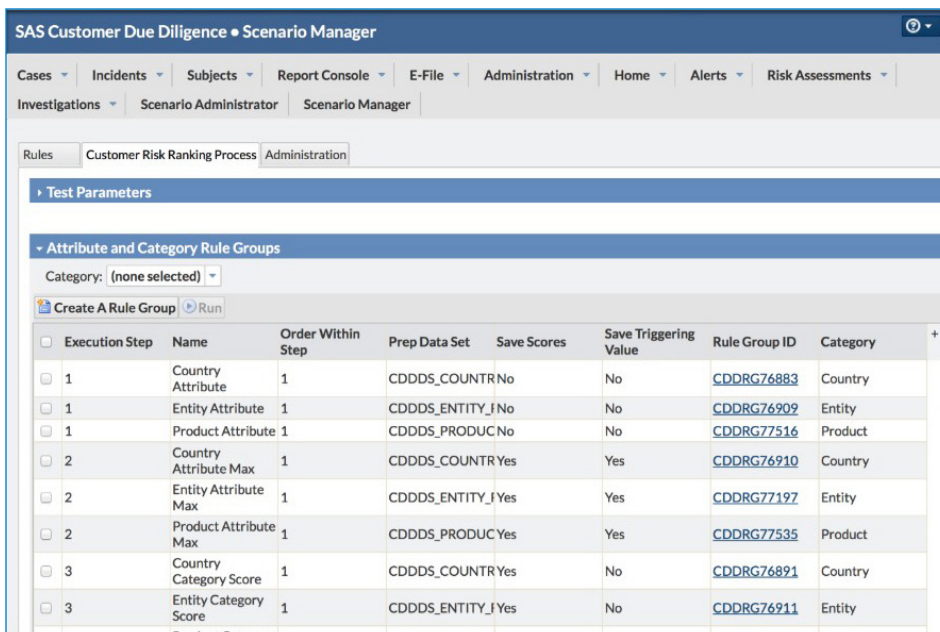 SAS Customer Due Diligence • Scenario Manager
Cases Incidents Subjects Report Console E-File Administration Home Alerts Risk Assessments
Investigations Scenario Administrator Scenario Manager
Rules Customer Risk Ranking Process Administration
Test Parameters
Attribute and Category Rule Groups
Category: (none selected)
Create A Rule Group Run
Execution Step Name Order Within Step Prep Data Set Save Scores Save Triggering Value Rule Group ID Category +
1 Country Attribute 1 CDDDS_COUNTR No No CDDRG76883 Country
1 Entity Attribute 1 CDDDS_ENTITY_ No No CDDRG76909 Entity
1 Product Attribute 1 CDDDS_PRODUC No No CDDRG77516 Product
2 Country Attribute Max 1 CDDDS_COUNTR Yes Yes CDDRG76910 Country
2 Entity Attribute Max 1 CDDDS_ENTITY_ Yes Yes CDDRG77197 Entity
2 Product Attribute Max 1 CDDDS_PRODUC Yes Yes CDDRG77535 Product
3 Country Category Score 1 CDDDS_COUNTR Yes No CDDRG76891 Country
3 Entity Category Score 1 CDDDS_ENTITY_ Yes No CDDRG76911 Entity